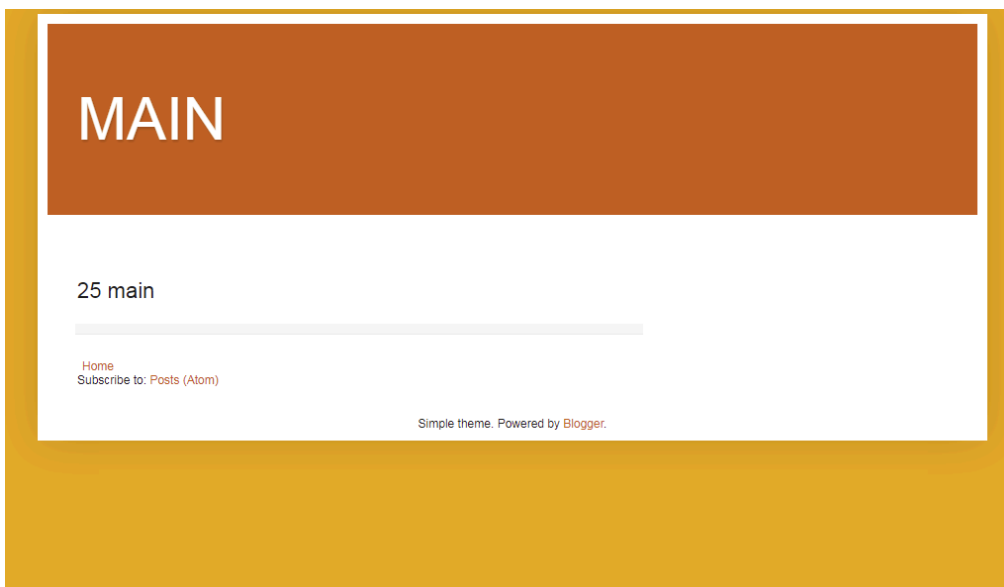 MAIN
25 main
Home
Subscribe to: Posts (Atom)
Simple theme. Powered by Blogger.